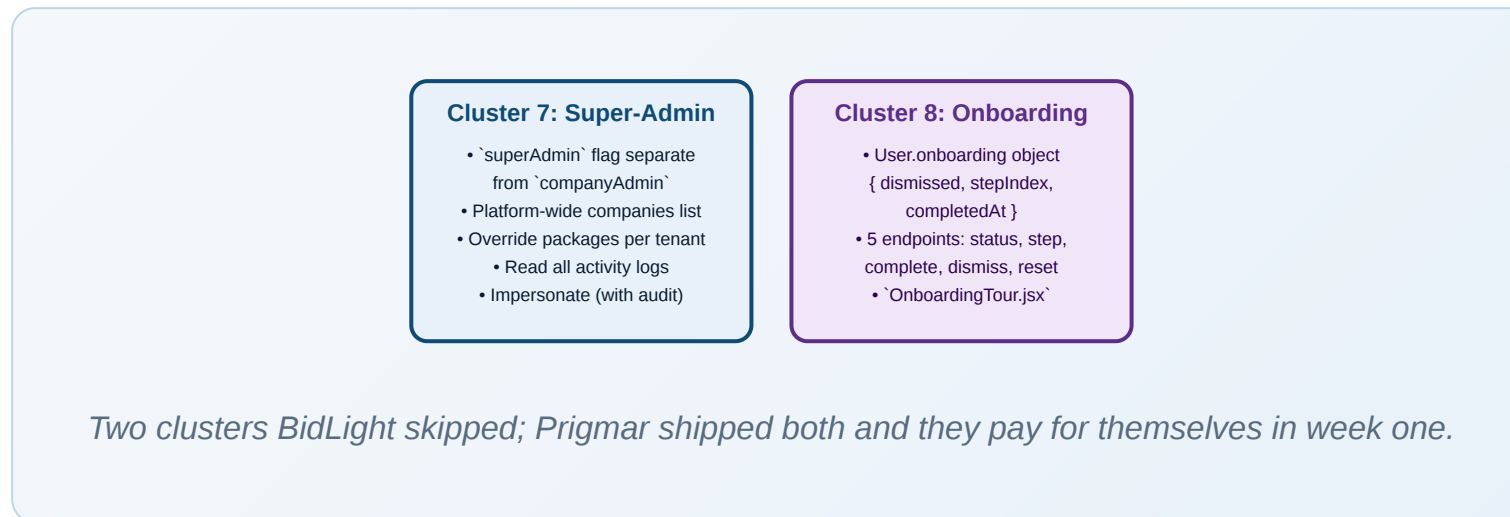 Cluster 7: Super-Admin
• `superAdmin` flag separate
from `companyAdmin`
• Platform-wide companies list
• Override packages per tenant
• Read all activity logs
• Impersonate (with audit)
Cluster 8: Onboarding
• User.onboarding object
{ dismissed, stepIndex,
completedAt }
• 5 endpoints: status, step,
complete, dismiss, reset
• `OnboardingTour.jsx`
Two clusters BidLight skipped; Prigmar shipped both and they pay for themselves in week one.